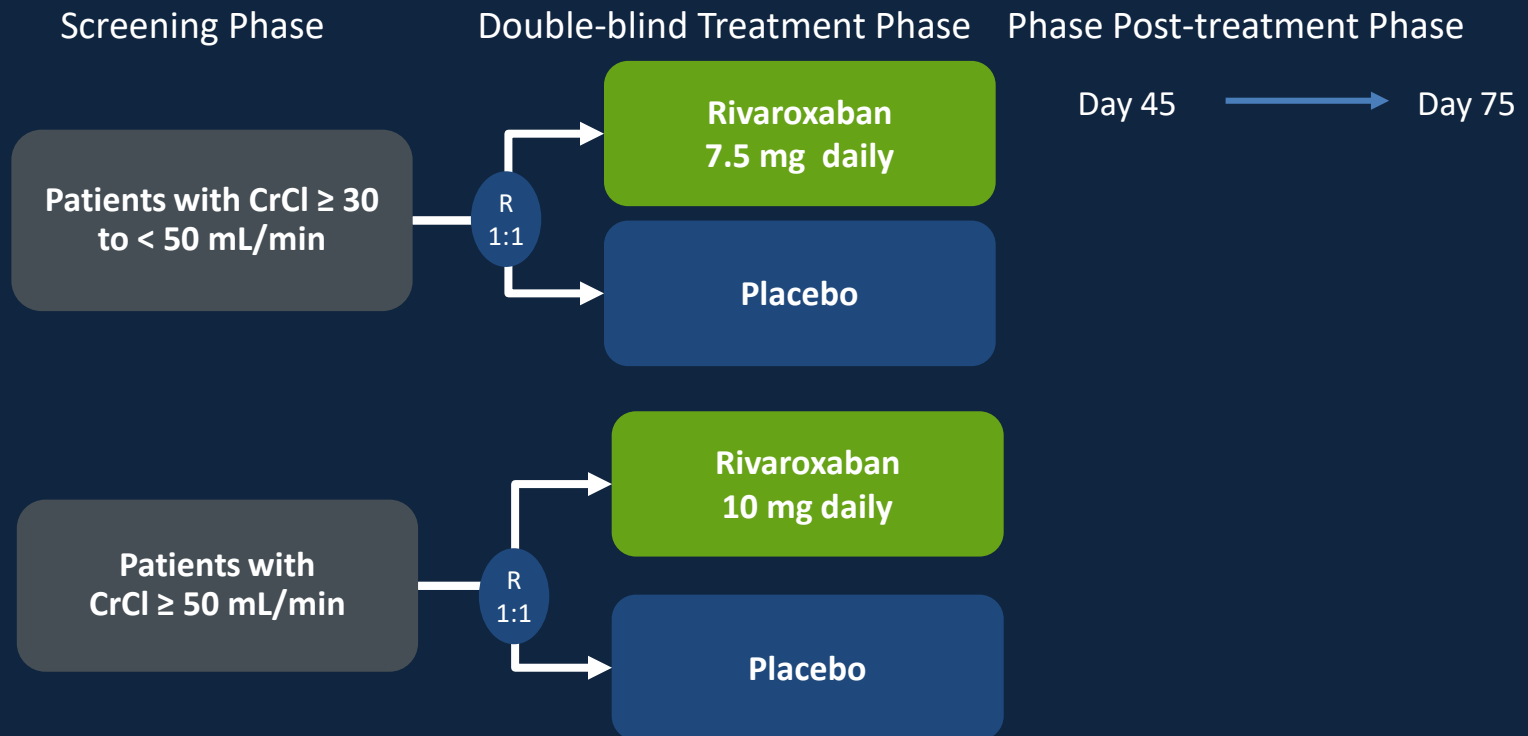 Screening Phase
Double-blind Treatment Phase
Phase Post-treatment Phase
Day 45
Day 75
Patients with CrCl ≥ 30
to < 50 mL/min
R
1:1
Rivaroxaban
7.5 mg daily
Placebo
Patients with
CrCl ≥ 50 mL/min
R
1:1
Rivaroxaban
10 mg daily
Placebo